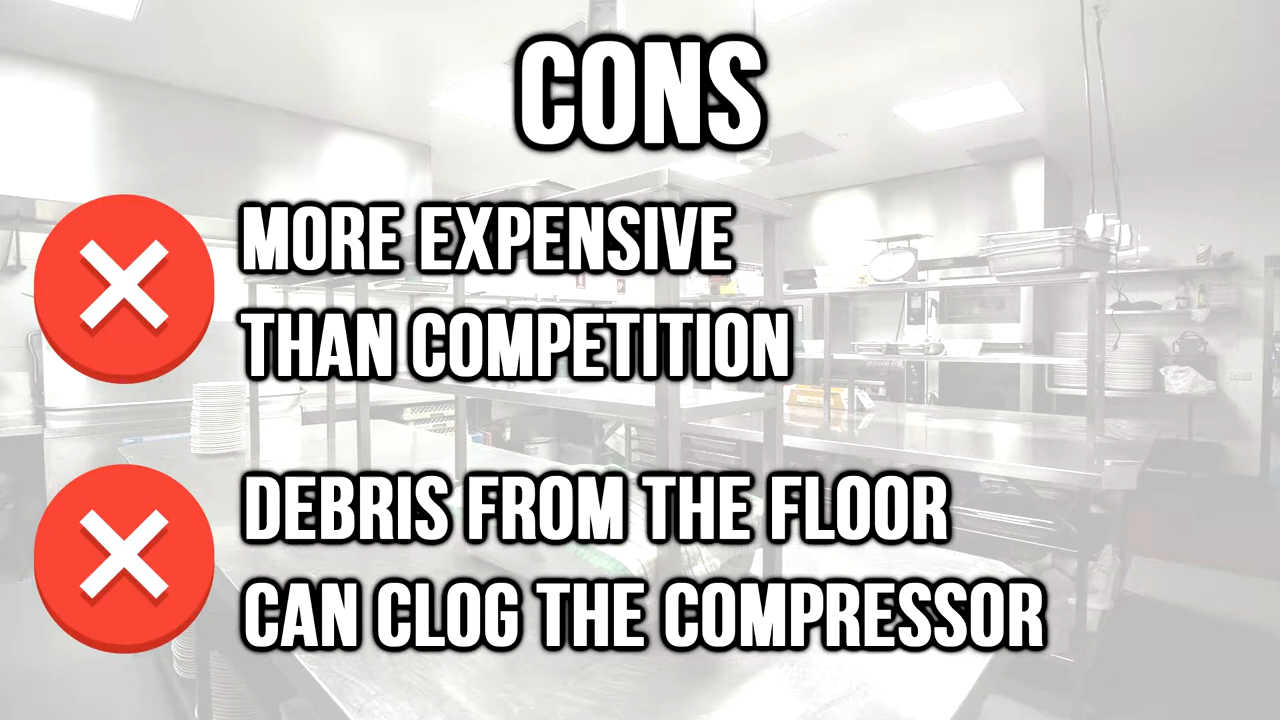 CONS
MORE EXPENSIVE
THAN COMPETITION
DEBRIS FROM THE FLOOR
CAN CLOG THE COMPRESSOR